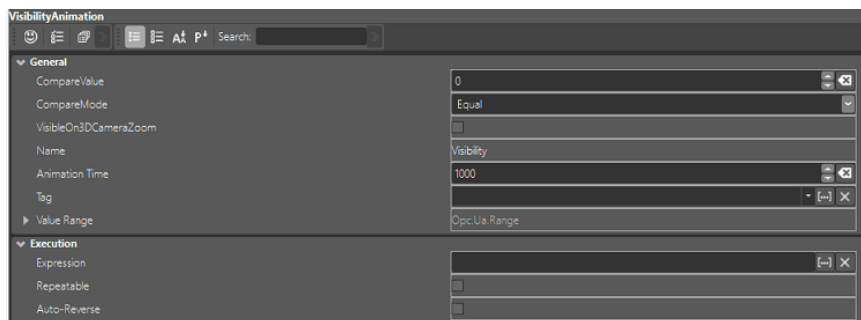 VisibilityAnimation
Search:
General
CompareValue 0
CompareMode Equal
VisibleOn3DCameraZoom
Name Visibility
Animation Time 1000
Tag
Value Range Opc.Ua.Range
Execution
Expression
Repeatable
Auto-Reverse